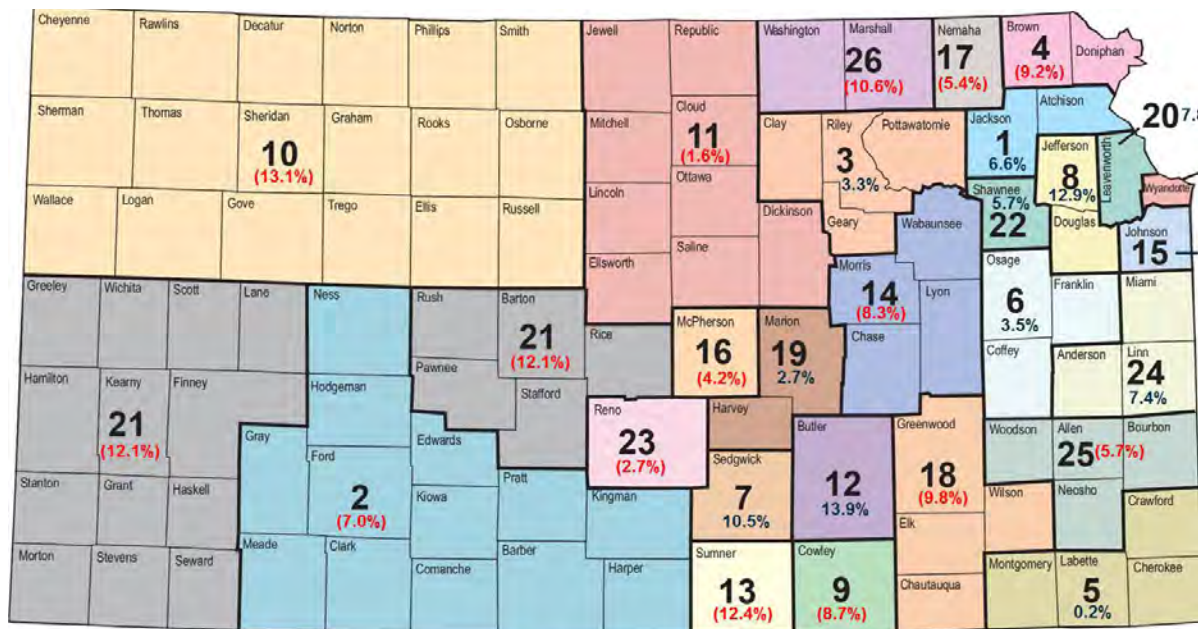 Cheyenne Rawlins Decatur Norton Phillips Smith Jewell Republic Washington Marshall Nemaha Brown Doniphan
26 17 4
(10.6%) (5.4%) (9.2%)
Sherman Thomas Sheridan Graham Rooks Osborne Mitchell Cloud Clay Riley Pottawatomie Jackson Atchison
10 11 3 1 Jefferson 8 Leavenworth 20 7.8
(13.1%) (1.6%) 3.3% 6.6% 12.9%
Wallace Logan Gove Trego Ellis Russell Lincoln Ottawa Dickinson Geary Wabaunsee Shawnee Douglas Wyandotte
5.7%
22
Johnson
15
Ellsworth Saline Morris Lyon Osage Franklin Miami
14 6
(8.3%) 3.5%
Greeley Wichita Scott Lane Ness Rush Barton Rice McPherson Marion Chase Coffey Anderson Linn
21 16 19 24
(12.1%) (4.2%) 2.7% 7.4%
Hamilton Kearny Finney Hodgeman Pawnee Stafford Reno Harvey Butler Greenwood Woodson Allen Bourbon
21 23 12 18 25 (5.7%)
(12.1%) (2.7%) 13.9% (9.8%)
Gray Ford Edwards Pratt Kingman Sedgwick Wilson Neosho Crawford
2 7
(7.0%) 10.5%
Stanton Grant Haskell Kiowa Elk
Morton Stevens Seward Meade Clark Comanche Barber Harper Sumner Cowley Chautauqua Montgomery Labette Cherokee
13 9 5
(12.4%) (8.7%) 0.2%